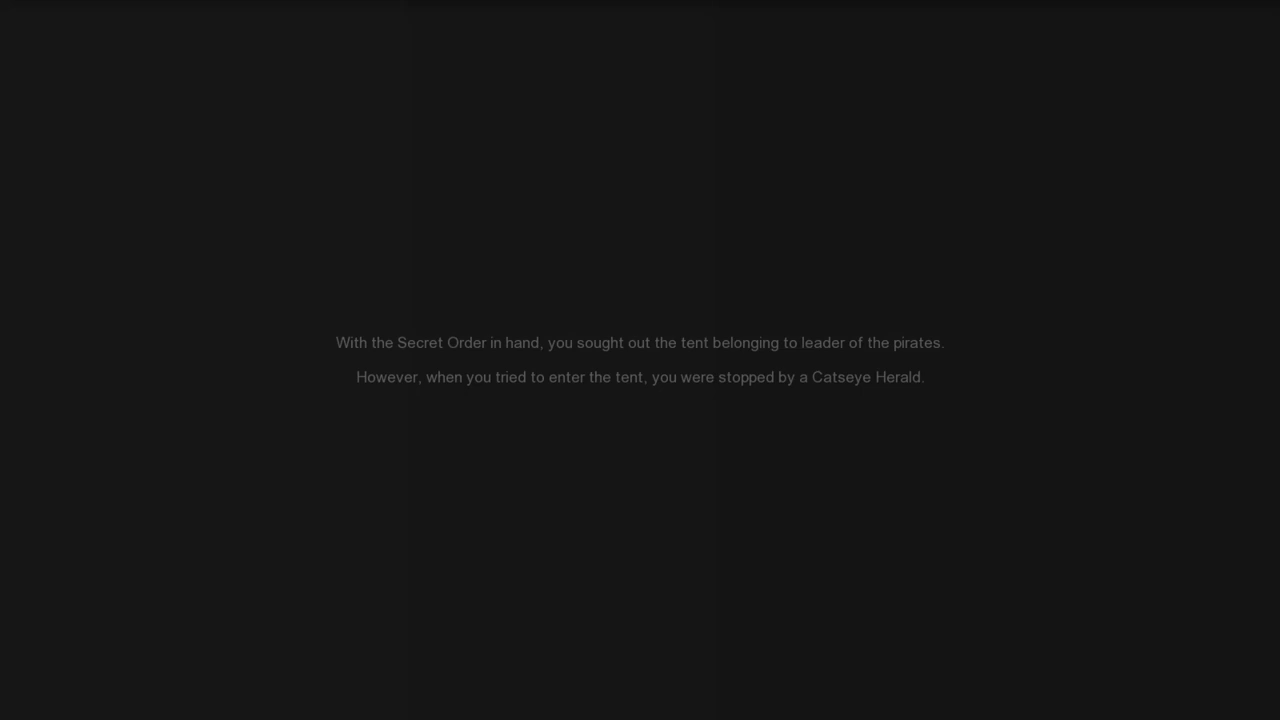 With the Secret Order in hand, you sought out the tent belonging to leader of the pirates.
However, when you tried to enter the tent, you were stopped by a Catseye Herald.